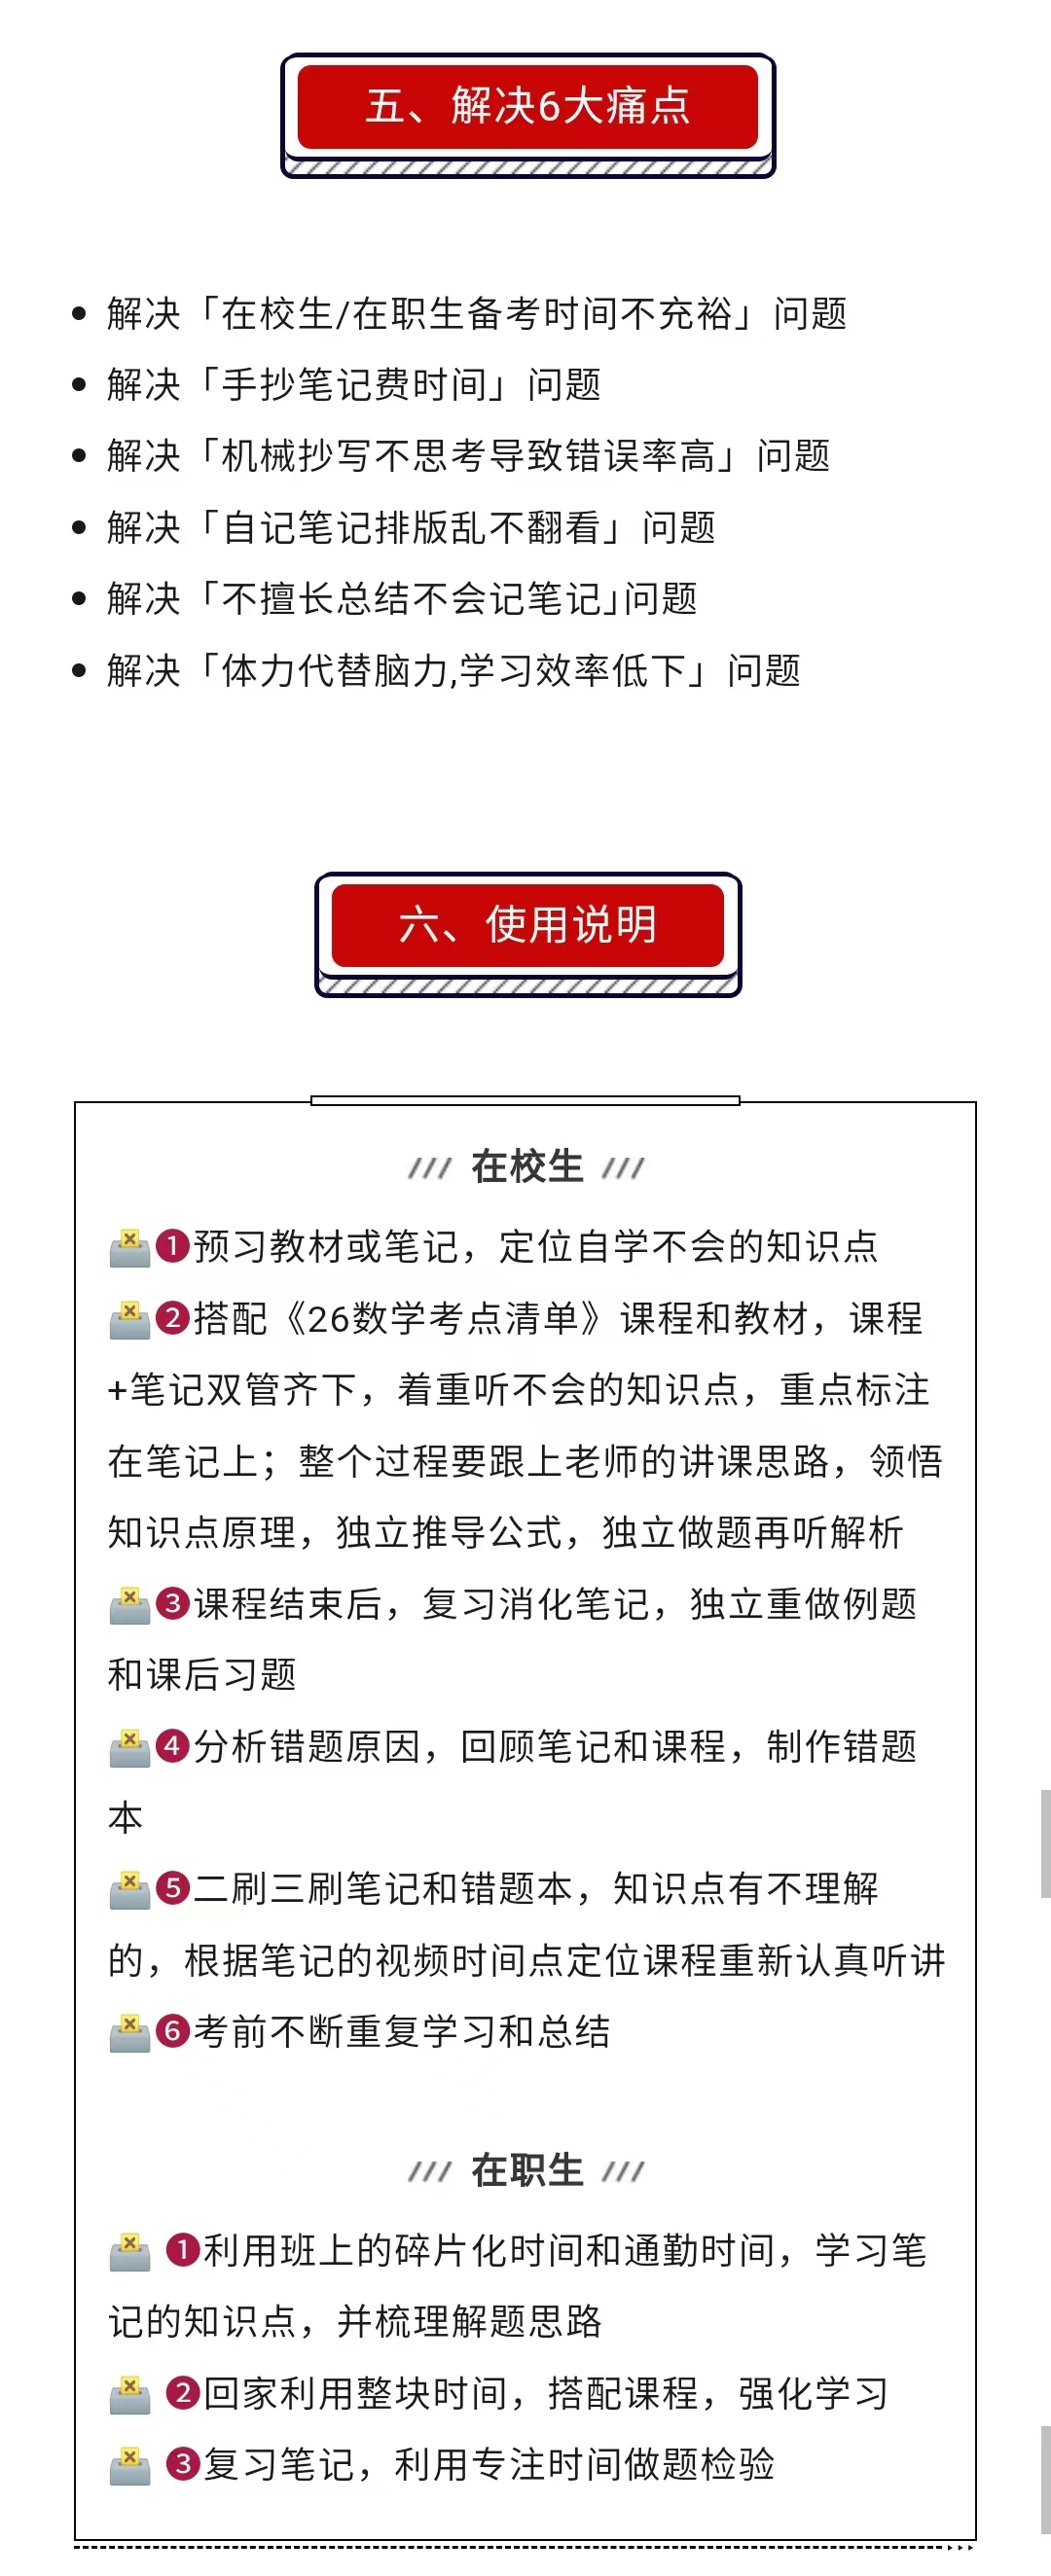 五、解决6大痛点
• 解决「在校生/在职生备考时间不充裕」问题
• 解决「手抄笔记费时间」问题
• 解决「机械抄写不思考导致错误率高」问题
• 解决「自记笔记排版乱不翻看」问题
• 解决「不擅长总结不会记笔记」问题
• 解决「体力代替脑力,学习效率低下」问题
六、使用说明
/// 在校生 ///
🗳️❶预习教材或笔记，定位自学不会的知识点
🗳️❷搭配《26数学考点清单》课程和教材，课程
+笔记双管齐下，着重听不会的知识点，重点标注
在笔记上；整个过程要跟上老师的讲课思路，领悟
知识点原理，独立推导公式，独立做题再听解析
🗳️❸课程结束后，复习消化笔记，独立重做例题
和课后习题
🗳️❹分析错题原因，回顾笔记和课程，制作错题
本
🗳️❺二刷三刷笔记和错题本，知识点有不理解
的，根据笔记的视频时间点定位课程重新认真听讲
🗳️❻考前不断重复学习和总结
/// 在职生 ///
🗳️ ❶利用班上的碎片化时间和通勤时间，学习笔
记的知识点，并梳理解题思路
🗳️ ❷回家利用整块时间，搭配课程，强化学习
🗳️ ❸复习笔记，利用专注时间做题检验